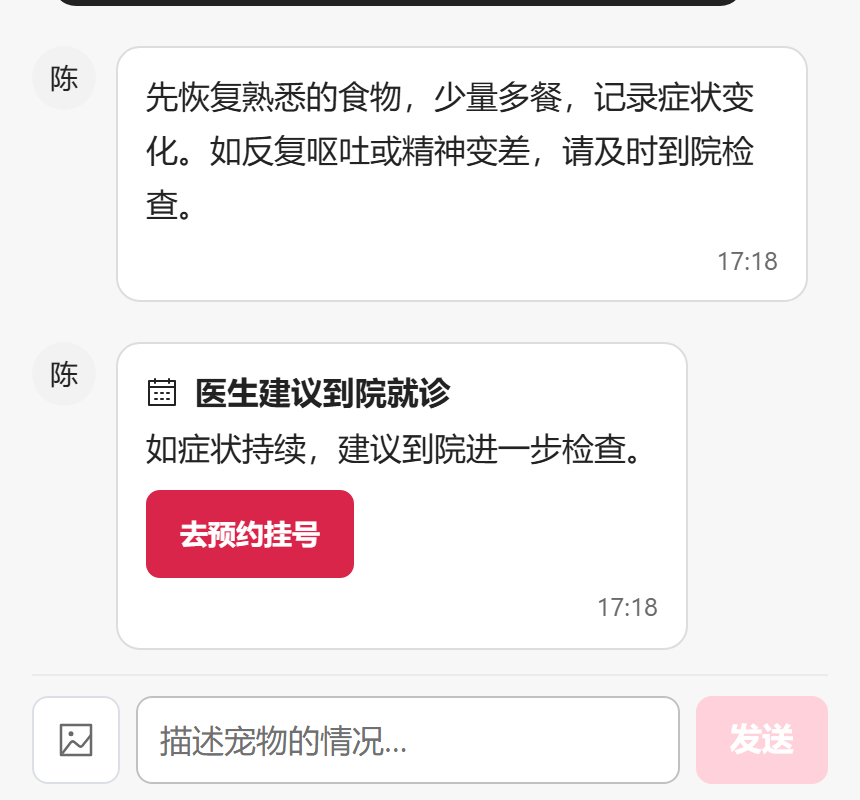 陈
先恢复熟悉的食物，少量多餐，记录症状变
化。如反复呕吐或精神变差，请及时到院检
查。
17:18
陈
医生建议到院就诊
如症状持续，建议到院进一步检查。
去预约挂号
17:18
描述宠物的情况...
发送